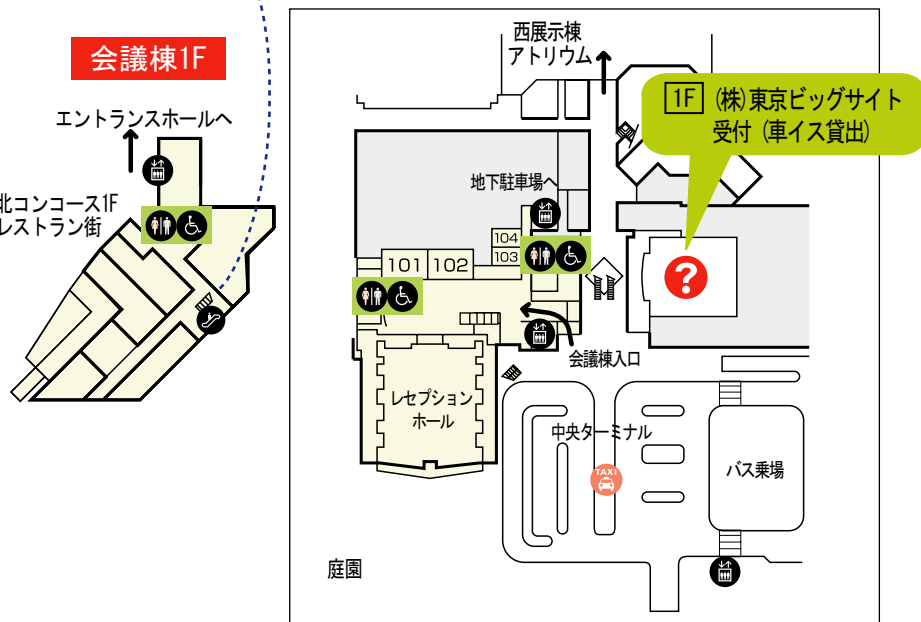 会議棟1F
エントランスホールへ
北コンコース1F
レストラン街
西展示棟
アトリウム
1F (株)東京ビッグサイト
受付(車イス貸出)
地下駐車場へ
104
103
101
102
会議棟入口
レセプション
ホール
中央ターミナル
TAXI
バス乗場
庭園
?